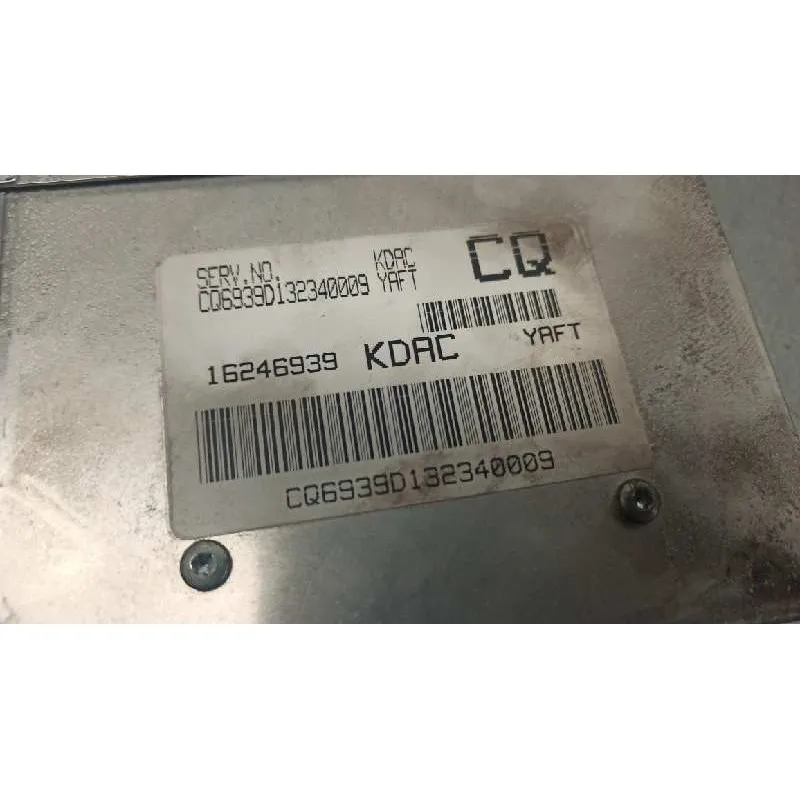 SERV.NO. KDAC CQ
CQ6939D132340009 YAFT
16246939 KDAC YAFT
CQ6939D132340009